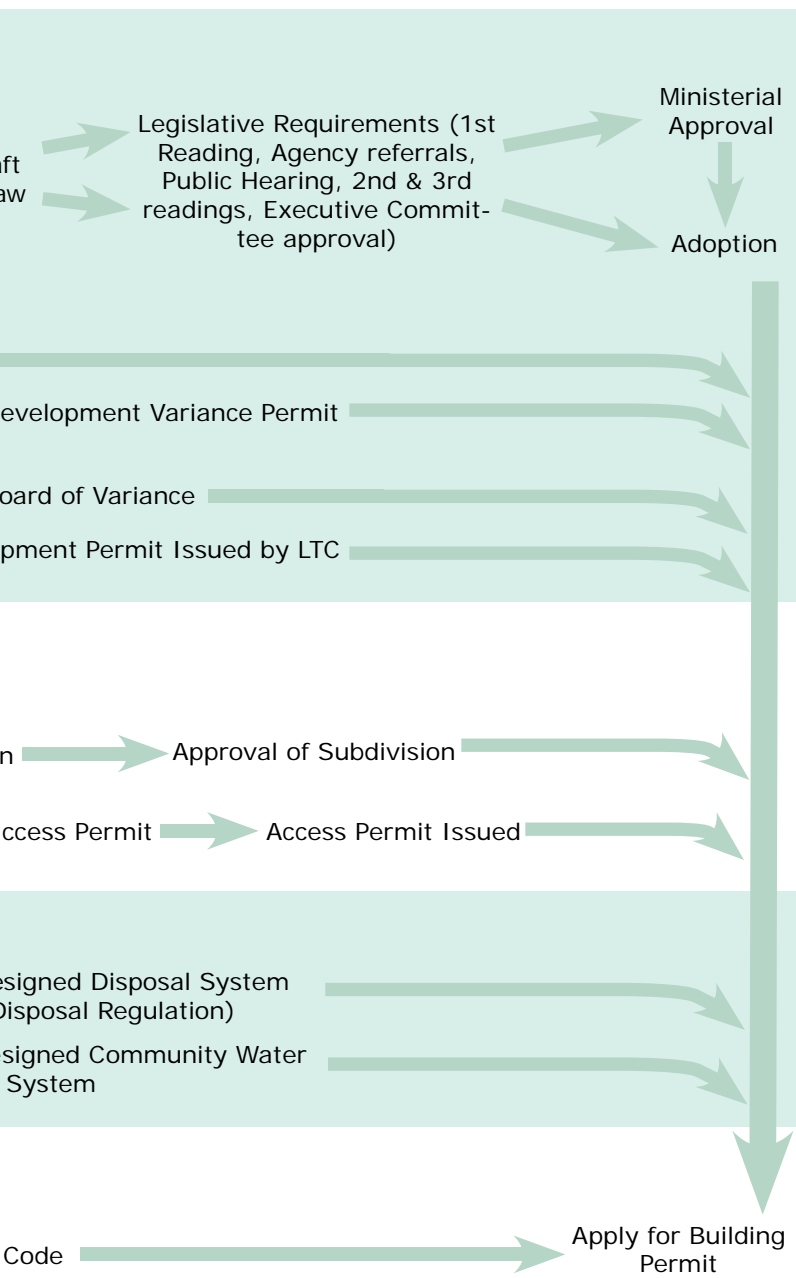 aft
aw
Legislative Requirements (1st
Reading, Agency referrals,
Public Hearing, 2nd & 3rd
readings, Executive Commit-
tee approval)
Ministerial
Approval
Adoption
evelopment Variance Permit
oard of Variance
opment Permit Issued by LTC
n
Approval of Subdivision
ccess Permit
Access Permit Issued
esigned Disposal System
Disposal Regulation)
esigned Community Water
System
Code
Apply for Building
Permit